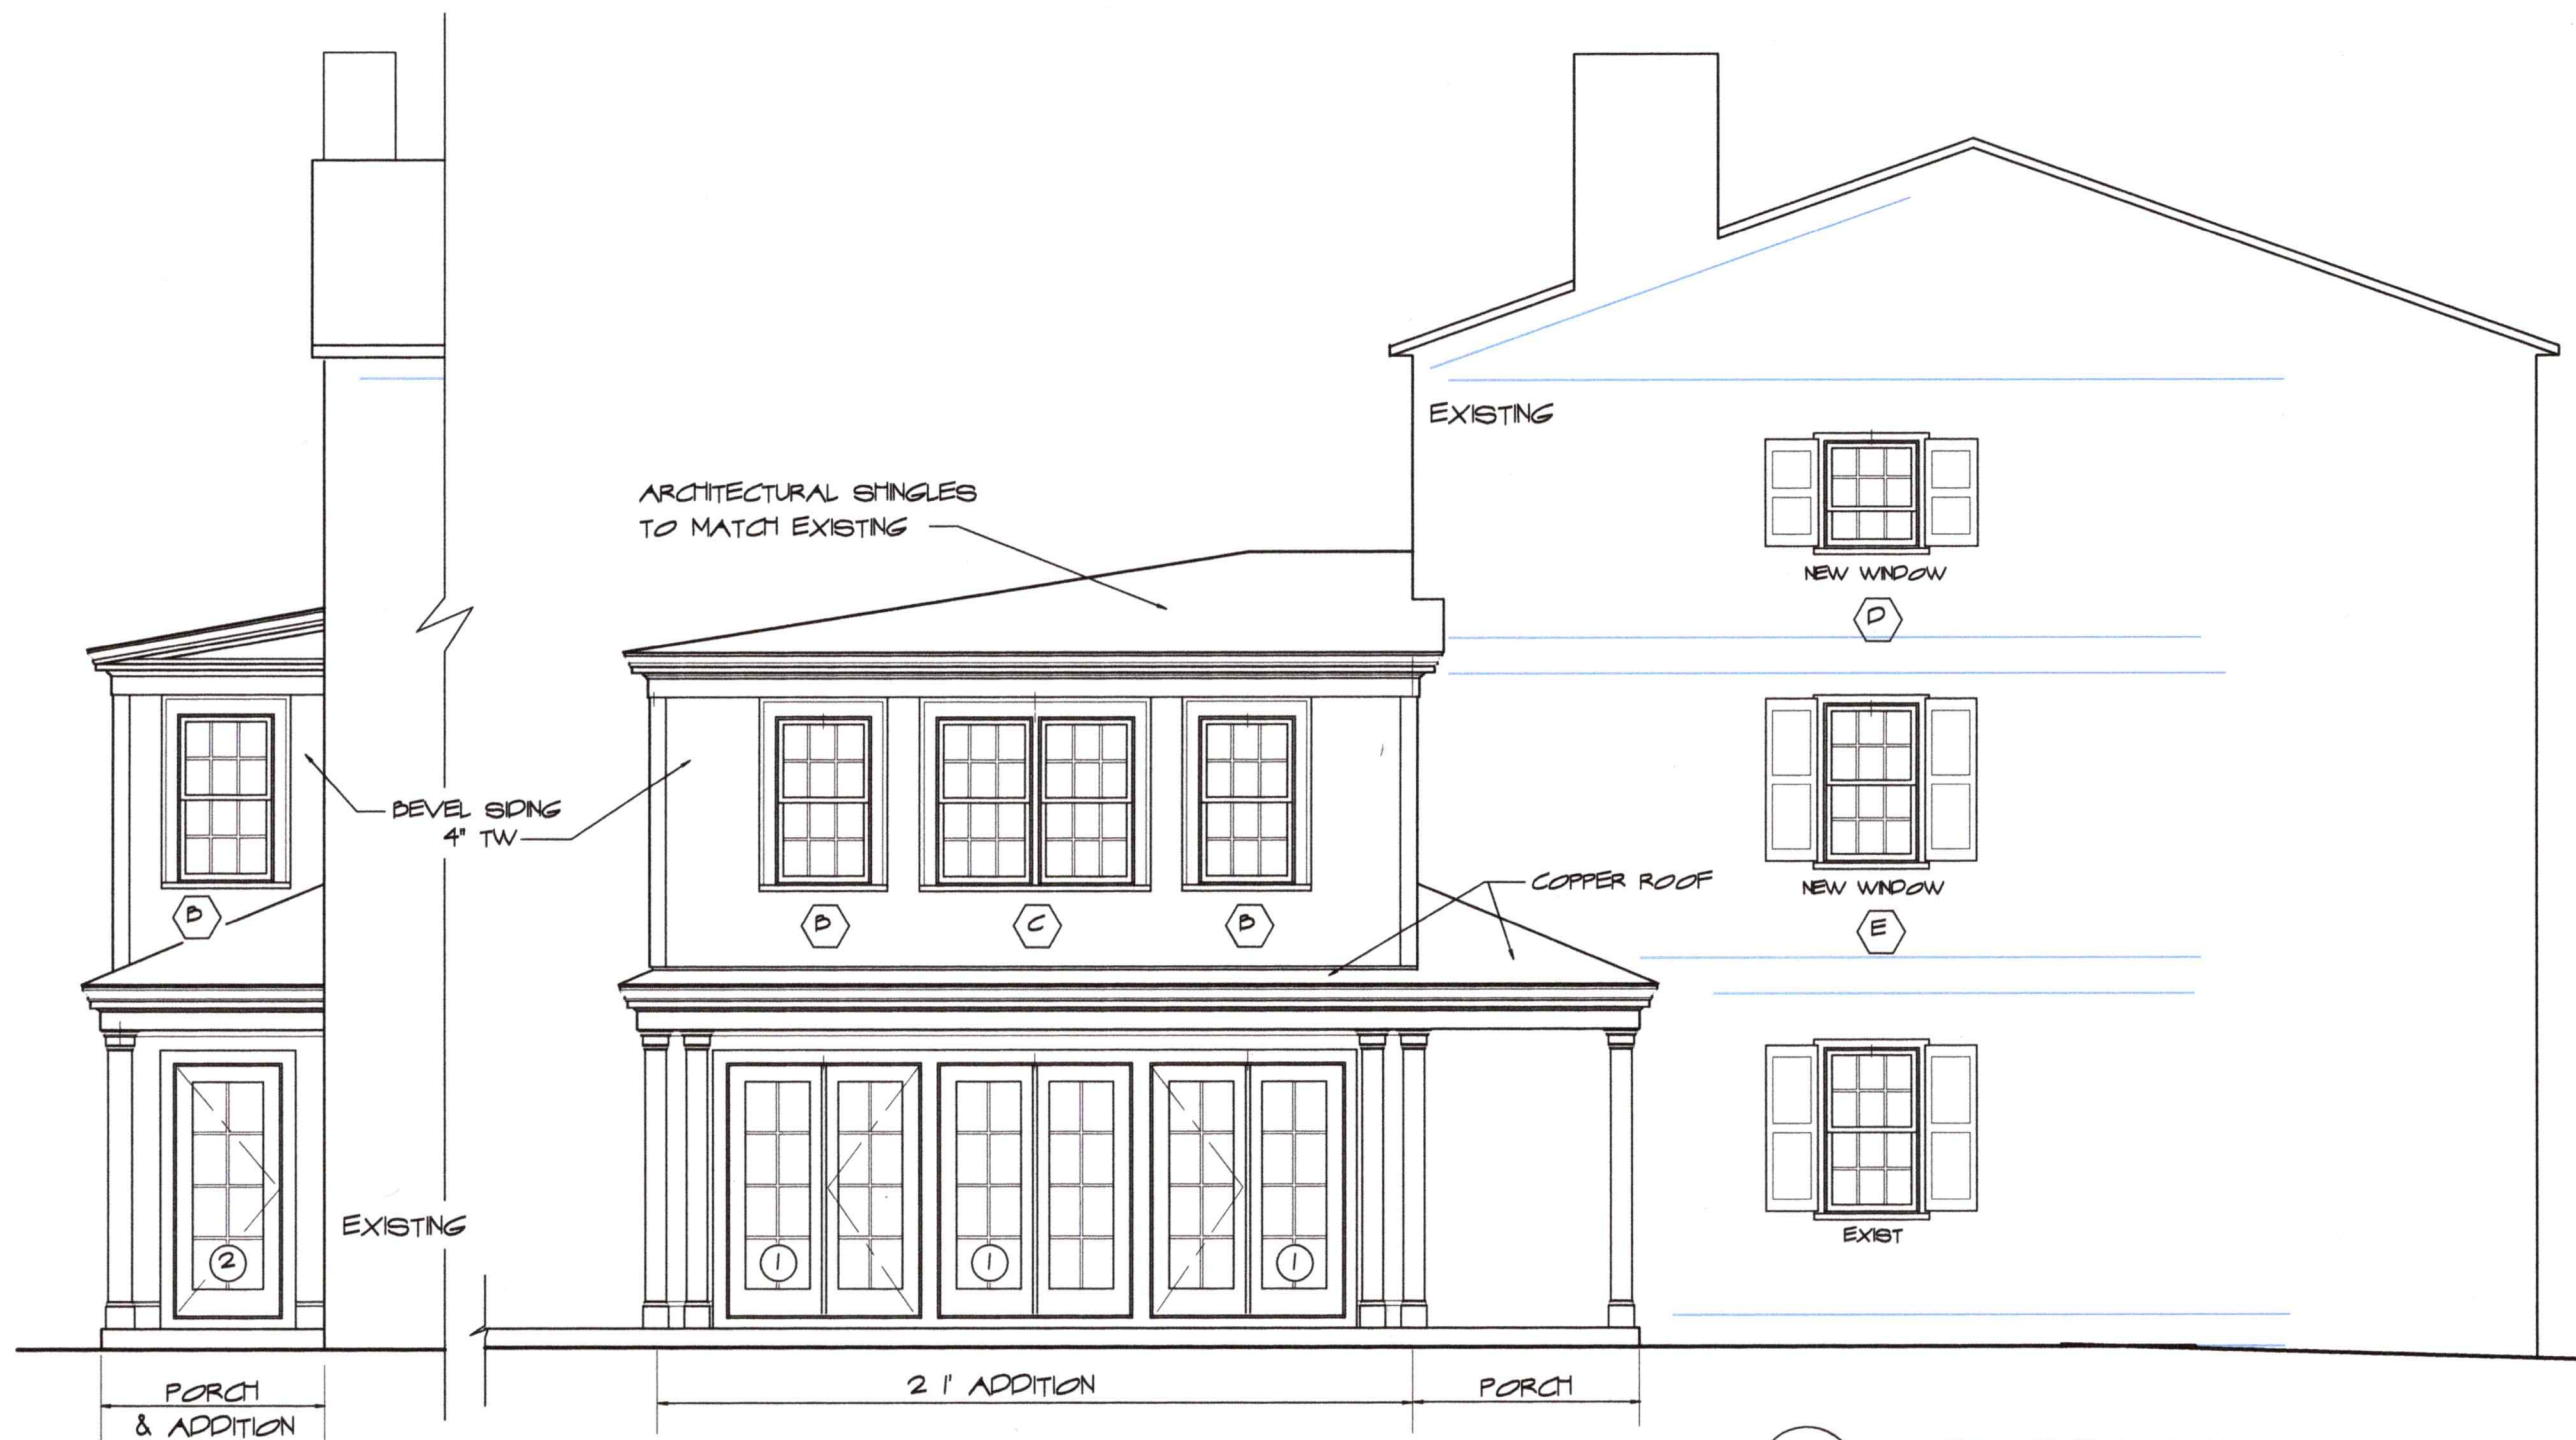 EXISTING
ARCHITECTURAL SHINGLES
TO MATCH EXISTING
NEW WINDOW
D
BEVEL SIDING
4" TW
COPPER ROOF
NEW WINDOW
B
B
C
B
E
EXISTING
EXIST
2
1
1
1
PORCH
& ADDITION
21' ADDITION
PORCH